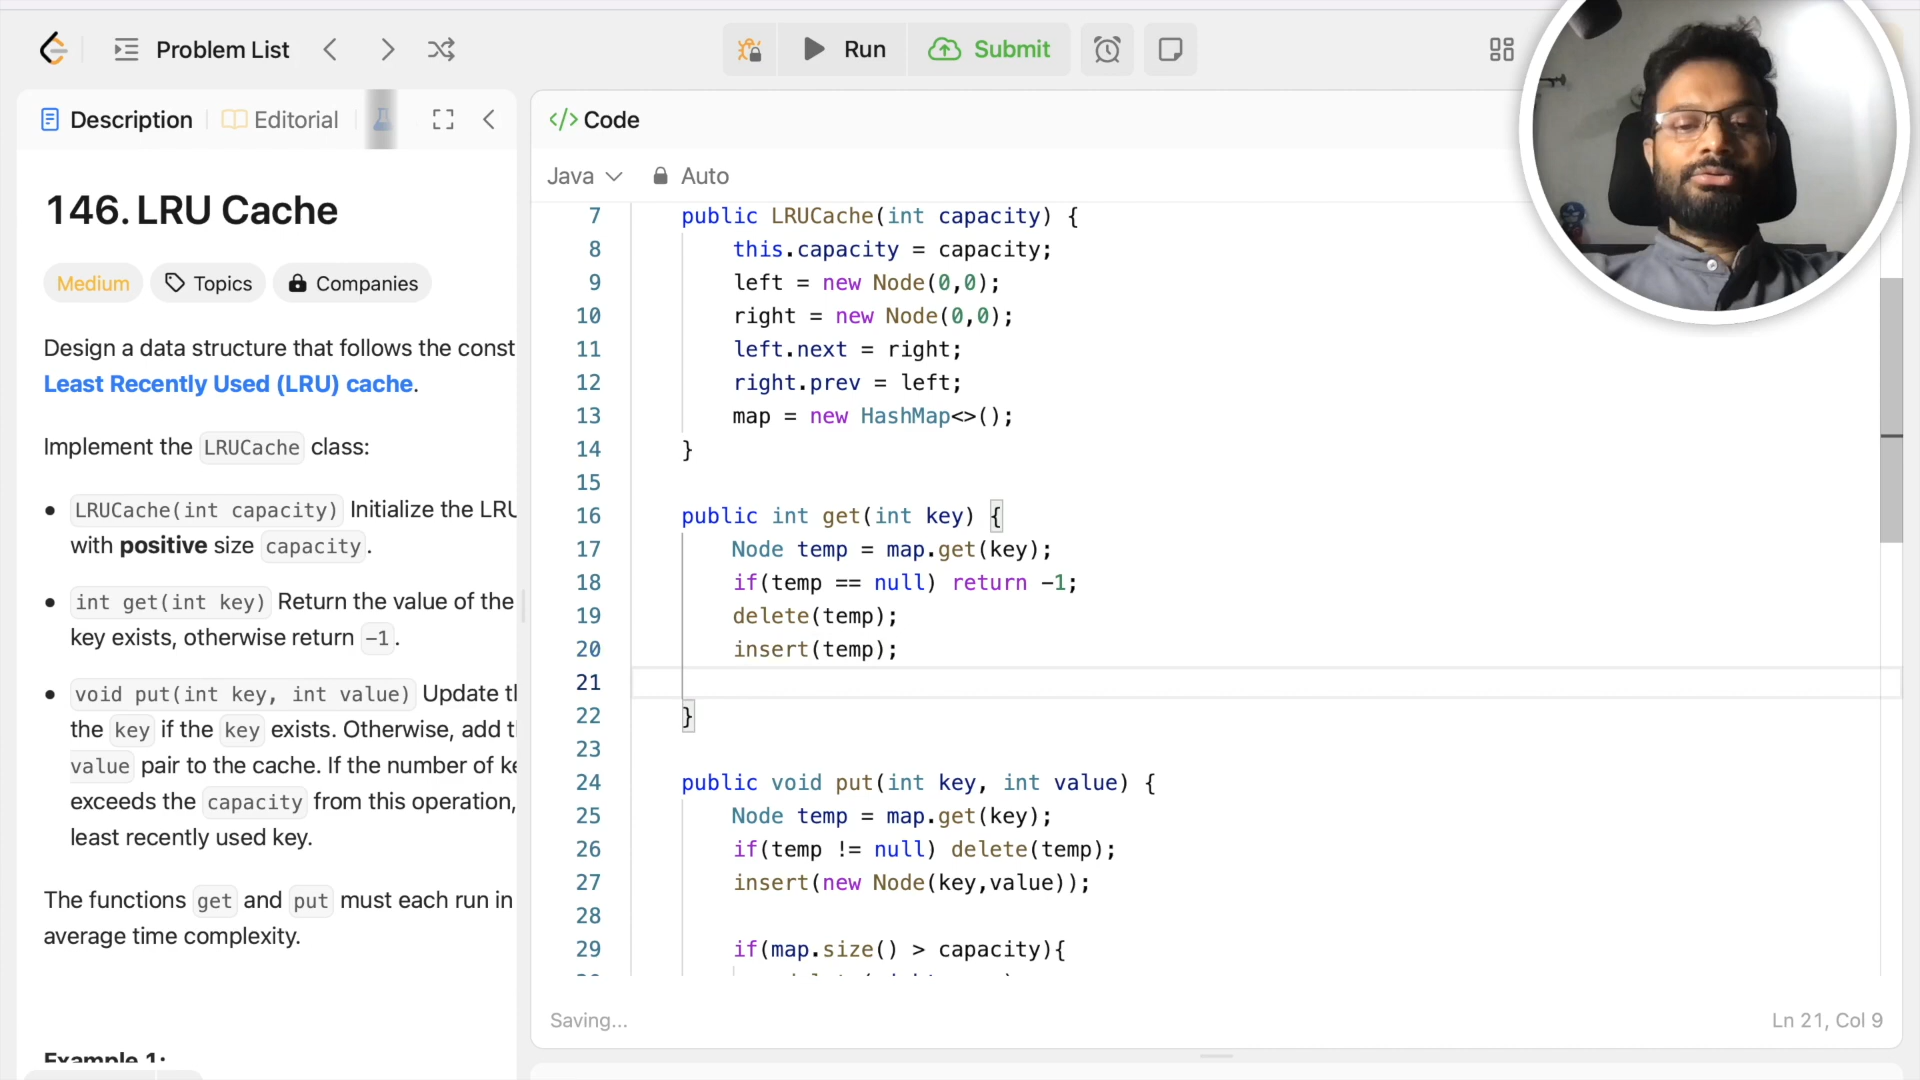 Problem List
Run
Submit
Description
Editorial
Code
Java
Auto
146. LRU Cache
Medium
Topics
Companies
Design a data structure that follows the const
Least Recently Used (LRU) cache.
Implement the LRUCache class:
LRUCache(int capacity) Initialize the LRU
with positive size capacity.
int get(int key) Return the value of the
key exists, otherwise return -1.
void put(int key, int value) Update t
the key if the key exists. Otherwise, add t
value pair to the cache. If the number of ke
exceeds the capacity from this operation,
least recently used key.
The functions get and put must each run in
average time complexity.
Example 1:
7 public LRUCache(int capacity) {
8 this.capacity = capacity;
9 left = new Node(0,0);
10 right = new Node(0,0);
11 left.next = right;
12 right.prev = left;
13 map = new HashMap<>();
14 }
15
16 public int get(int key) {
17 Node temp = map.get(key);
18 if(temp == null) return -1;
19 delete(temp);
20 insert(temp);
21
22 }
23
24 public void put(int key, int value) {
25 Node temp = map.get(key);
26 if(temp != null) delete(temp);
27 insert(new Node(key,value));
28
29 if(map.size() > capacity){
Saving...
Ln 21, Col 9